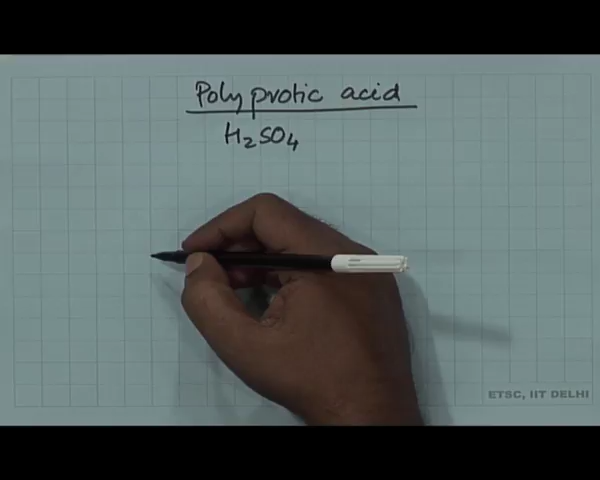 Polyprotic acid
H₂SO₄
ETSC, IIT DELHI